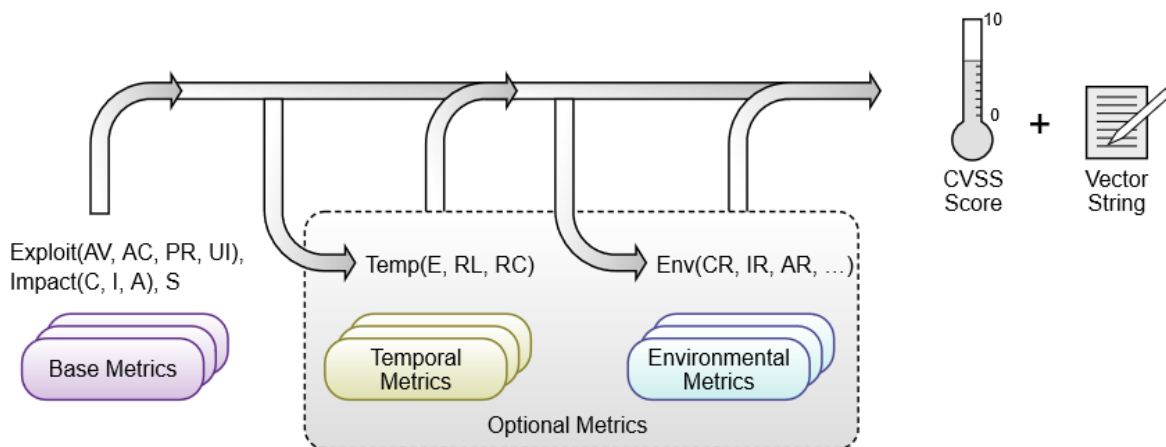 10
0
+
CVSS
Score
Vector
String
Exploit(AV, AC, PR, UI),
Impact(C, I, A), S
Temp(E, RL, RC)
Env(CR, IR, AR, …)
Base Metrics
Temporal
Metrics
Environmental
Metrics
Optional Metrics